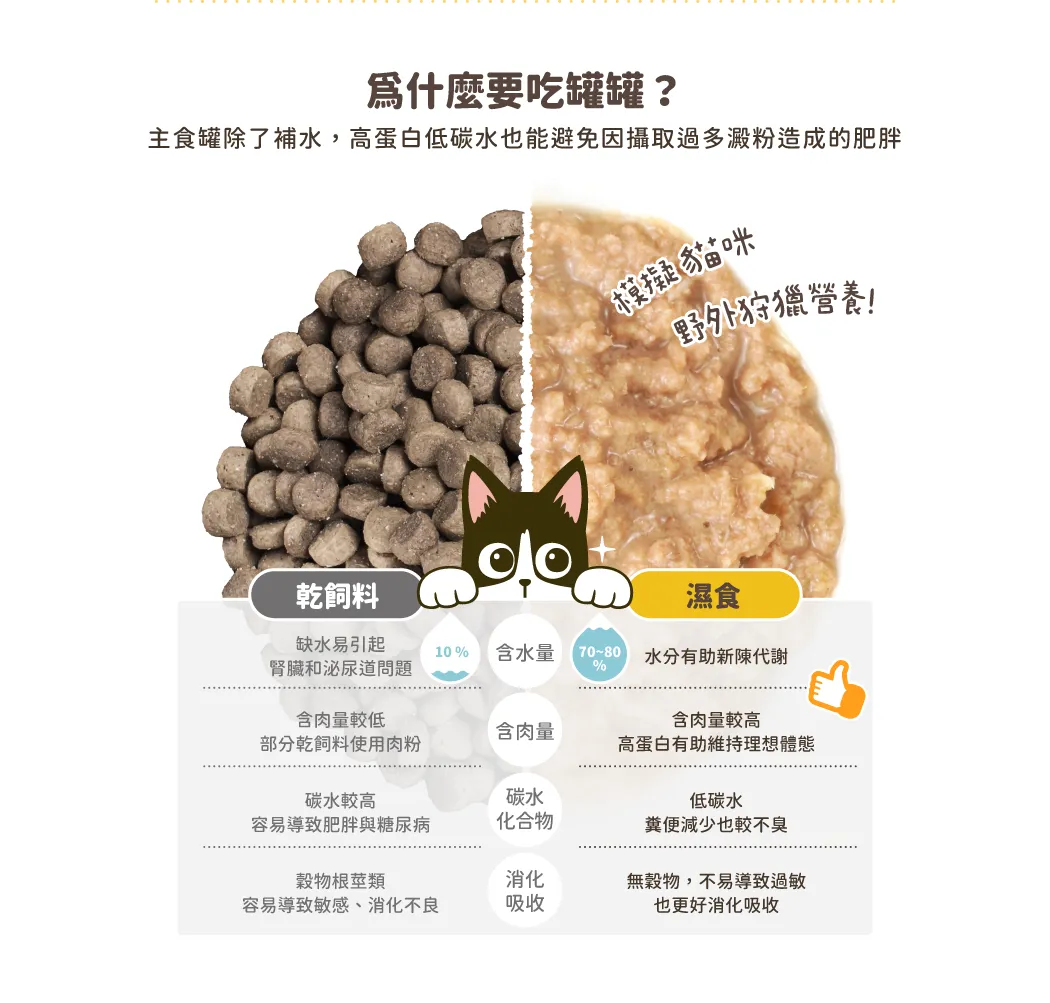 爲什麼要吃罐罐？
主食罐除了補水，高蛋白低碳水也能避免因攝取過多澱粉造成的肥胖
模擬貓咪
野外狩獵營養！
乾飼料
濕食
缺水易引起
腎臟和泌尿道問題
10 %
含水量
70~80
%
水分有助新陳代謝
含肉量較低
部分乾飼料使用肉粉
含肉量
含肉量較高
高蛋白有助維持理想體態
碳水較高
容易導致肥胖與糖尿病
碳水
化合物
低碳水
糞便減少也較不臭
穀物根莖類
容易導致敏感、消化不良
消化
吸收
無穀物，不易導致過敏
也更好消化吸收